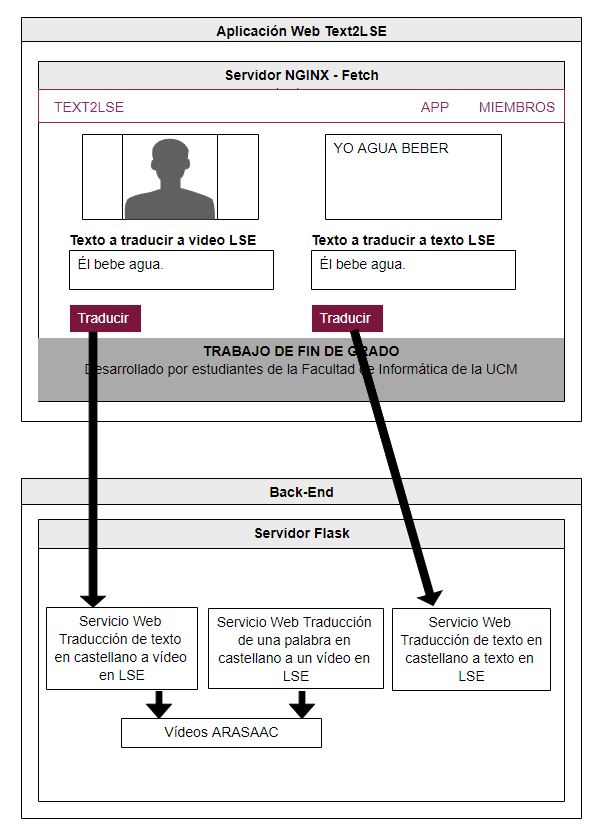 Aplicación Web Text2LSE
Servidor NGINX - Fetch
TEXT2LSE
APP
MIEMBROS
YO AGUA BEBER
Texto a traducir a video LSE
Texto a traducir a texto LSE
Él bebe agua.
Él bebe agua.
Traducir
Traducir
TRABAJO DE FIN DE GRADO
Desarrollado por estudiantes de la Facultad de Informática de la UCM
Back-End
Servidor Flask
Servicio Web
Traducción de texto
en castellano a vídeo
en LSE
Servicio Web Traducción
de una palabra en
castellano a un vídeo en
LSE
Servicio Web
Traducción de texto en
castellano a texto en
LSE
Vídeos ARASAAC